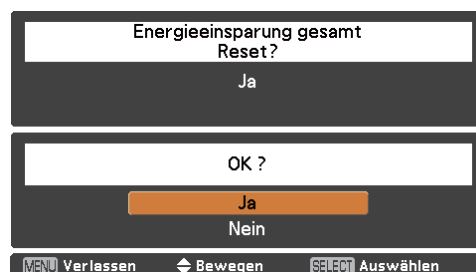 Energieeinsparung gesamt
Reset?
Ja
OK ?
Ja
Nein
MENU Verlassen Bewegen SELECT Auswählen